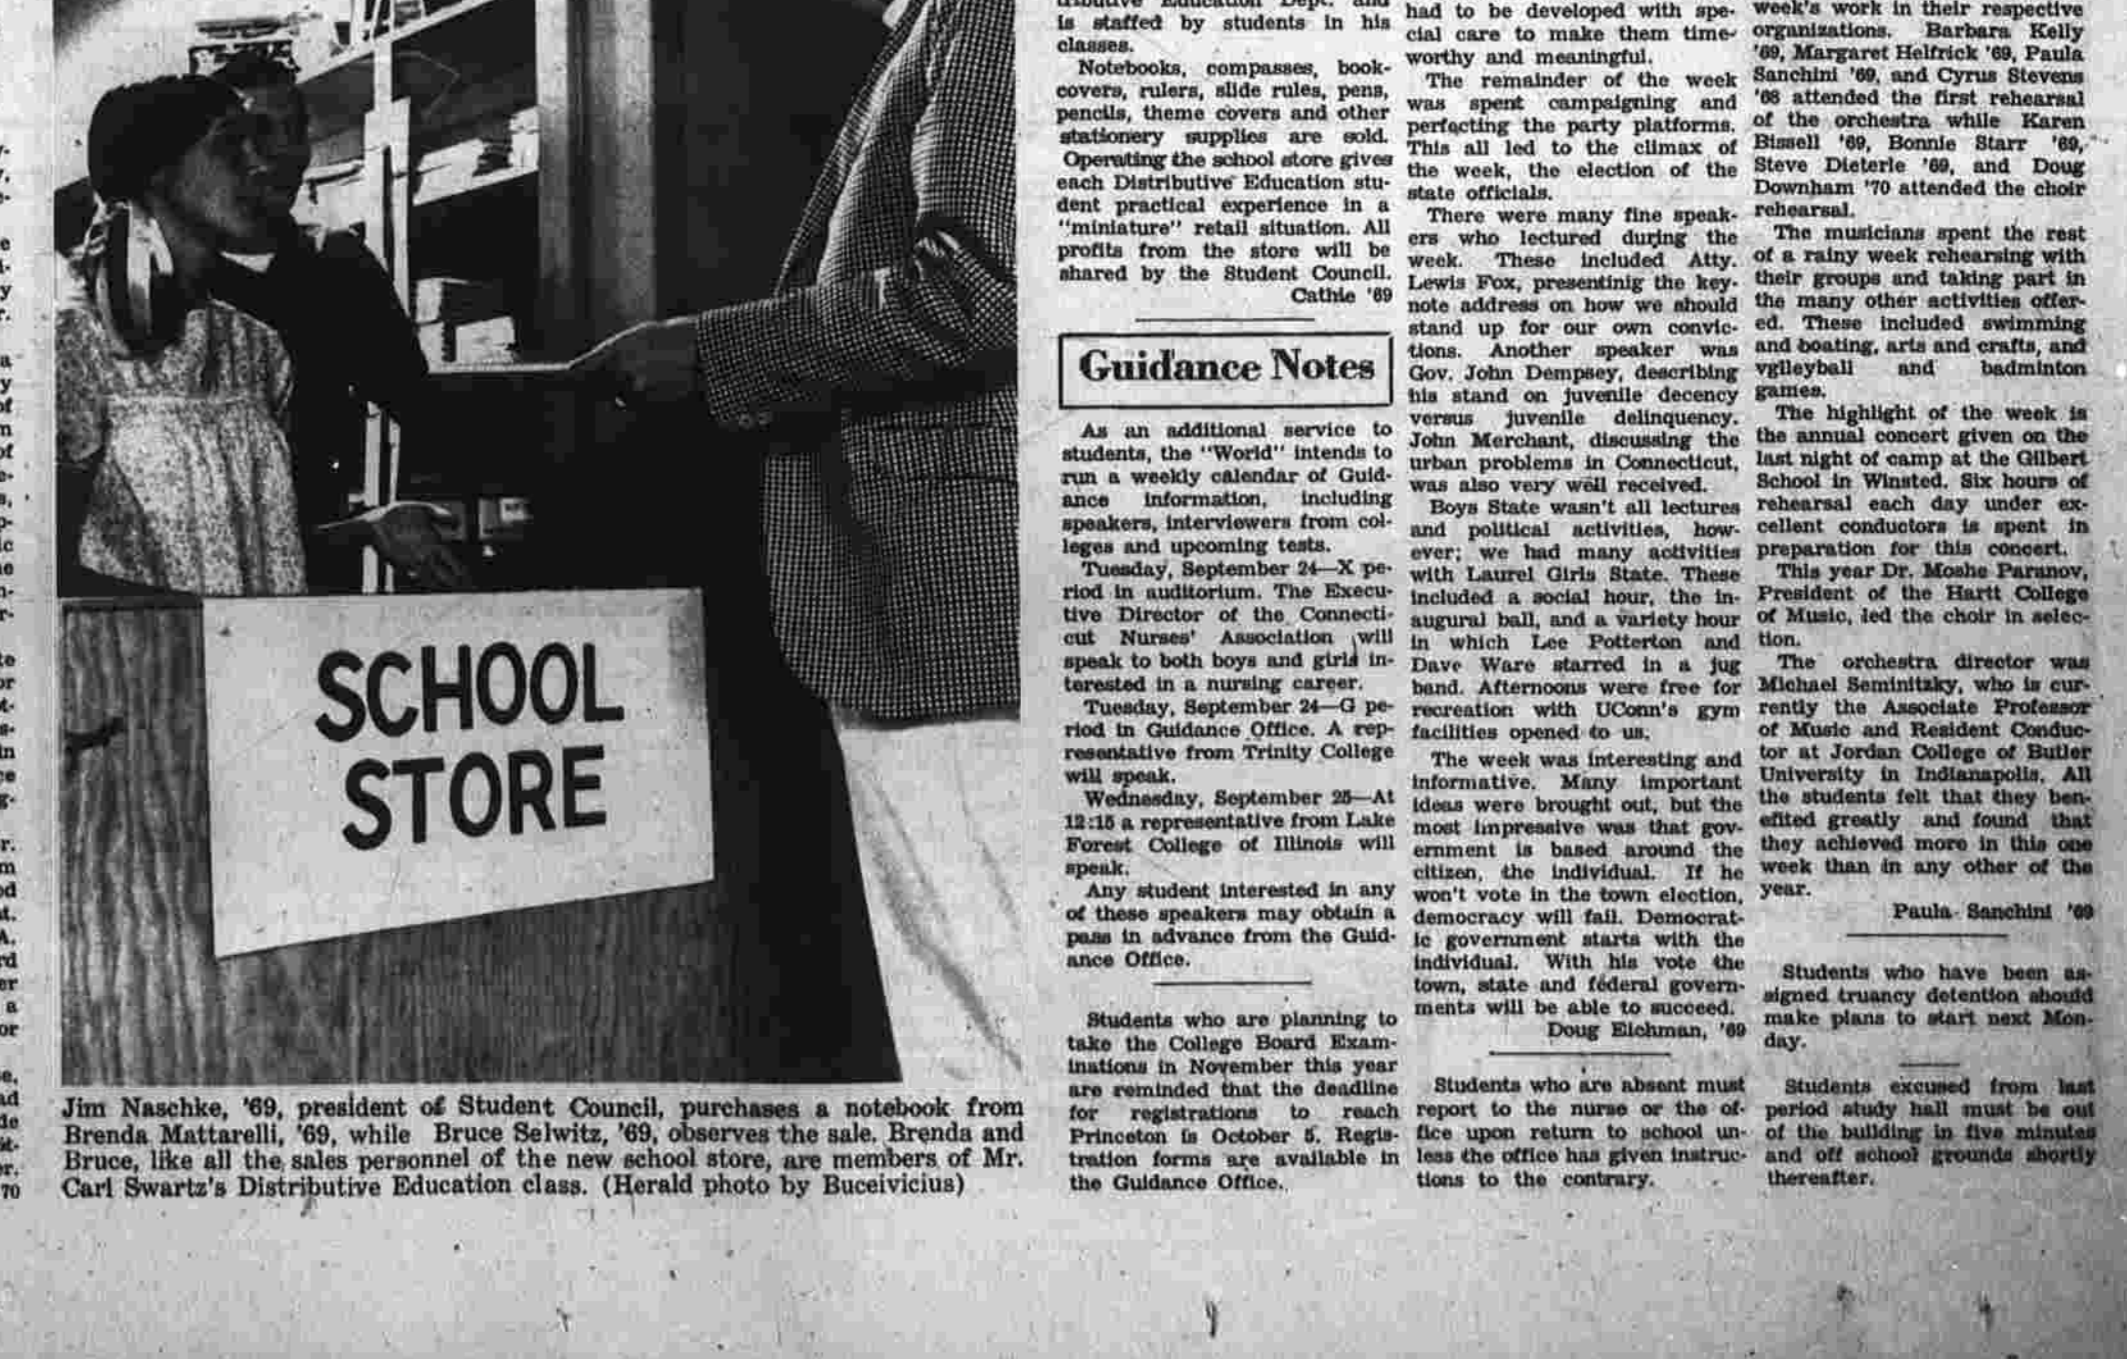 y-
y,
e-
e
i-
y
r.
a
y
of
n
of
e-
s,
p-
ic
ne
n-
r-
te
or
t-
s-
in
ce
g-
r.
m
ed
st.
A.
rd
er
a
or
e,
ad
de
at-
er.
70
SCHOOL
STORE
Jim Naschke, '69, president of Student Council, purchases a notebook from
Brenda Mattarelli, '69, while Bruce Selwitz, '69, observes the sale. Brenda and
Bruce, like all the sales personnel of the new school store, are members of Mr.
Carl Swartz's Distributive Education class. (Herald photo by Buceivicius)
tributive Education Dept. and
is staffed by students in his
classes.
Notebooks, compasses, book-
covers, rulers, slide rules, pens,
pencils, theme covers and other
stationery supplies are sold.
Operating the school store gives
each Distributive Education stu-
dent practical experience in a
"miniature" retail situation. All
profits from the store will be
shared by the Student Council.
Cathie '69
Guidance Notes
As an additional service to
students, the "World" intends to
run a weekly calendar of Guid-
ance information, including
speakers, interviewers from col-
leges and upcoming tests.
Tuesday, September 24—X pe-
riod in auditorium. The Execu-
tive Director of the Connecti-
cut Nurses' Association will
speak to both boys and girls in-
terested in a nursing career.
Tuesday, September 24—G pe-
riod in Guidance Office. A rep-
resentative from Trinity College
will speak.
Wednesday, September 25—At
12:15 a representative from Lake
Forest College of Illinois will
speak.
Any student interested in any
of these speakers may obtain a
pass in advance from the Guid-
ance Office.
Students who are planning to
take the College Board Exam-
inations in November this year
are reminded that the deadline
for registrations to reach
Princeton is October 5. Regis-
tration forms are available in
the Guidance Office.
had to be developed with spe-
cial care to make them time-
worthy and meaningful.
The remainder of the week
was spent campaigning and
perfecting the party platforms.
This all led to the climax of
the week, the election of the
state officials.
There were many fine speak-
ers who lectured during the
week. These included Atty.
Lewis Fox, presentinig the key-
note address on how we should
stand up for our own convic-
tions. Another speaker was
Gov. John Dempsey, describing
his stand on juvenile decency
versus juvenile delinquency.
John Merchant, discussing the
urban problems in Connecticut,
was also very well received.
Boys State wasn't all lectures
and political activities, how-
ever; we had many activities
with Laurel Girls State. These
included a social hour, the in-
augural ball, and a variety hour
in which Lee Potterton and
Dave Ware starred in a jug
band. Afternoons were free for
recreation with UConn's gym
facilities opened to us.
The week was interesting and
informative. Many important
ideas were brought out, but the
most impressive was that gov-
ernment is based around the
citizen, the individual. If he
won't vote in the town election,
democracy will fail. Democrat-
ic government starts with the
individual. With his vote the
town, state and federal govern-
ments will be able to succeed.
Doug Eichman, '69
Students who are absent must
report to the nurse or the of-
fice upon return to school un-
less the office has given instruc-
tions to the contrary.
week's work in their respective
organizations. Barbara Kelly
'69, Margaret Helfrick '69, Paula
Sanchini '69, and Cyrus Stevens
'68 attended the first rehearsal
of the orchestra while Karen
Bissell '69, Bonnie Starr '69,
Steve Dieterle '69, and Doug
Downham '70 attended the choir
rehearsal.
The musicians spent the rest
of a rainy week rehearsing with
their groups and taking part in
the many other activities offer-
ed. These included swimming
and boating, arts and crafts, and
vglleyball and badminton
games.
The highlight of the week is
the annual concert given on the
last night of camp at the Gilbert
School in Winsted. Six hours of
rehearsal each day under ex-
cellent conductors is spent in
preparation for this concert.
This year Dr. Moshe Paranov,
President of the Hartt College
of Music, led the choir in selec-
tion.
The orchestra director was
Michael Seminitzky, who is cur-
rently the Associate Professor
of Music and Resident Conduc-
tor at Jordan College of Butler
University in Indianapolis. All
the students felt that they ben-
efited greatly and found that
they achieved more in this one
week than in any other of the
year.
Paula Sanchini '69
Students who have been as-
signed truancy detention should
make plans to start next Mon-
day.
Students excused from last
period study hall must be out
of the building in five minutes
and off school grounds shortly
thereafter.